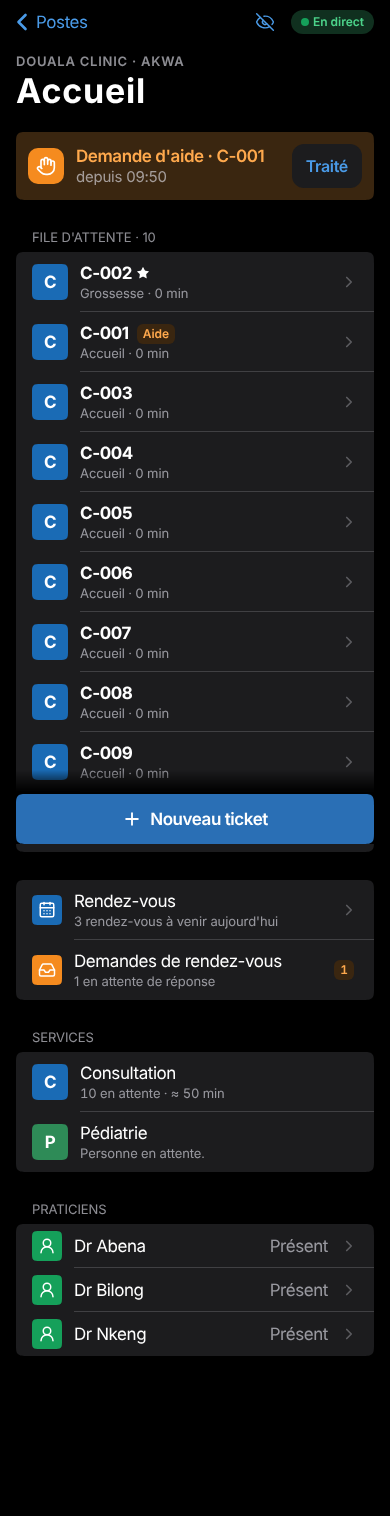 Postes
En direct
DOUALA CLINIC · AKWA
Accueil
Demande d'aide · C-001
depuis 09:50
Traité
FILE D'ATTENTE · 10
C
C-002 ★
Grossesse · 0 min
C
C-001 Aide
Accueil · 0 min
C
C-003
Accueil · 0 min
C
C-004
Accueil · 0 min
C
C-005
Accueil · 0 min
C
C-006
Accueil · 0 min
C
C-007
Accueil · 0 min
C
C-008
Accueil · 0 min
C
C-009
Accueil · 0 min
+ Nouveau ticket
Rendez-vous
3 rendez-vous à venir aujourd'hui
Demandes de rendez-vous
1 en attente de réponse
1
SERVICES
C
Consultation
10 en attente · ≈ 50 min
P
Pédiatrie
Personne en attente.
PRATICIENS
Dr Abena Présent
Dr Bilong Présent
Dr Nkeng Présent